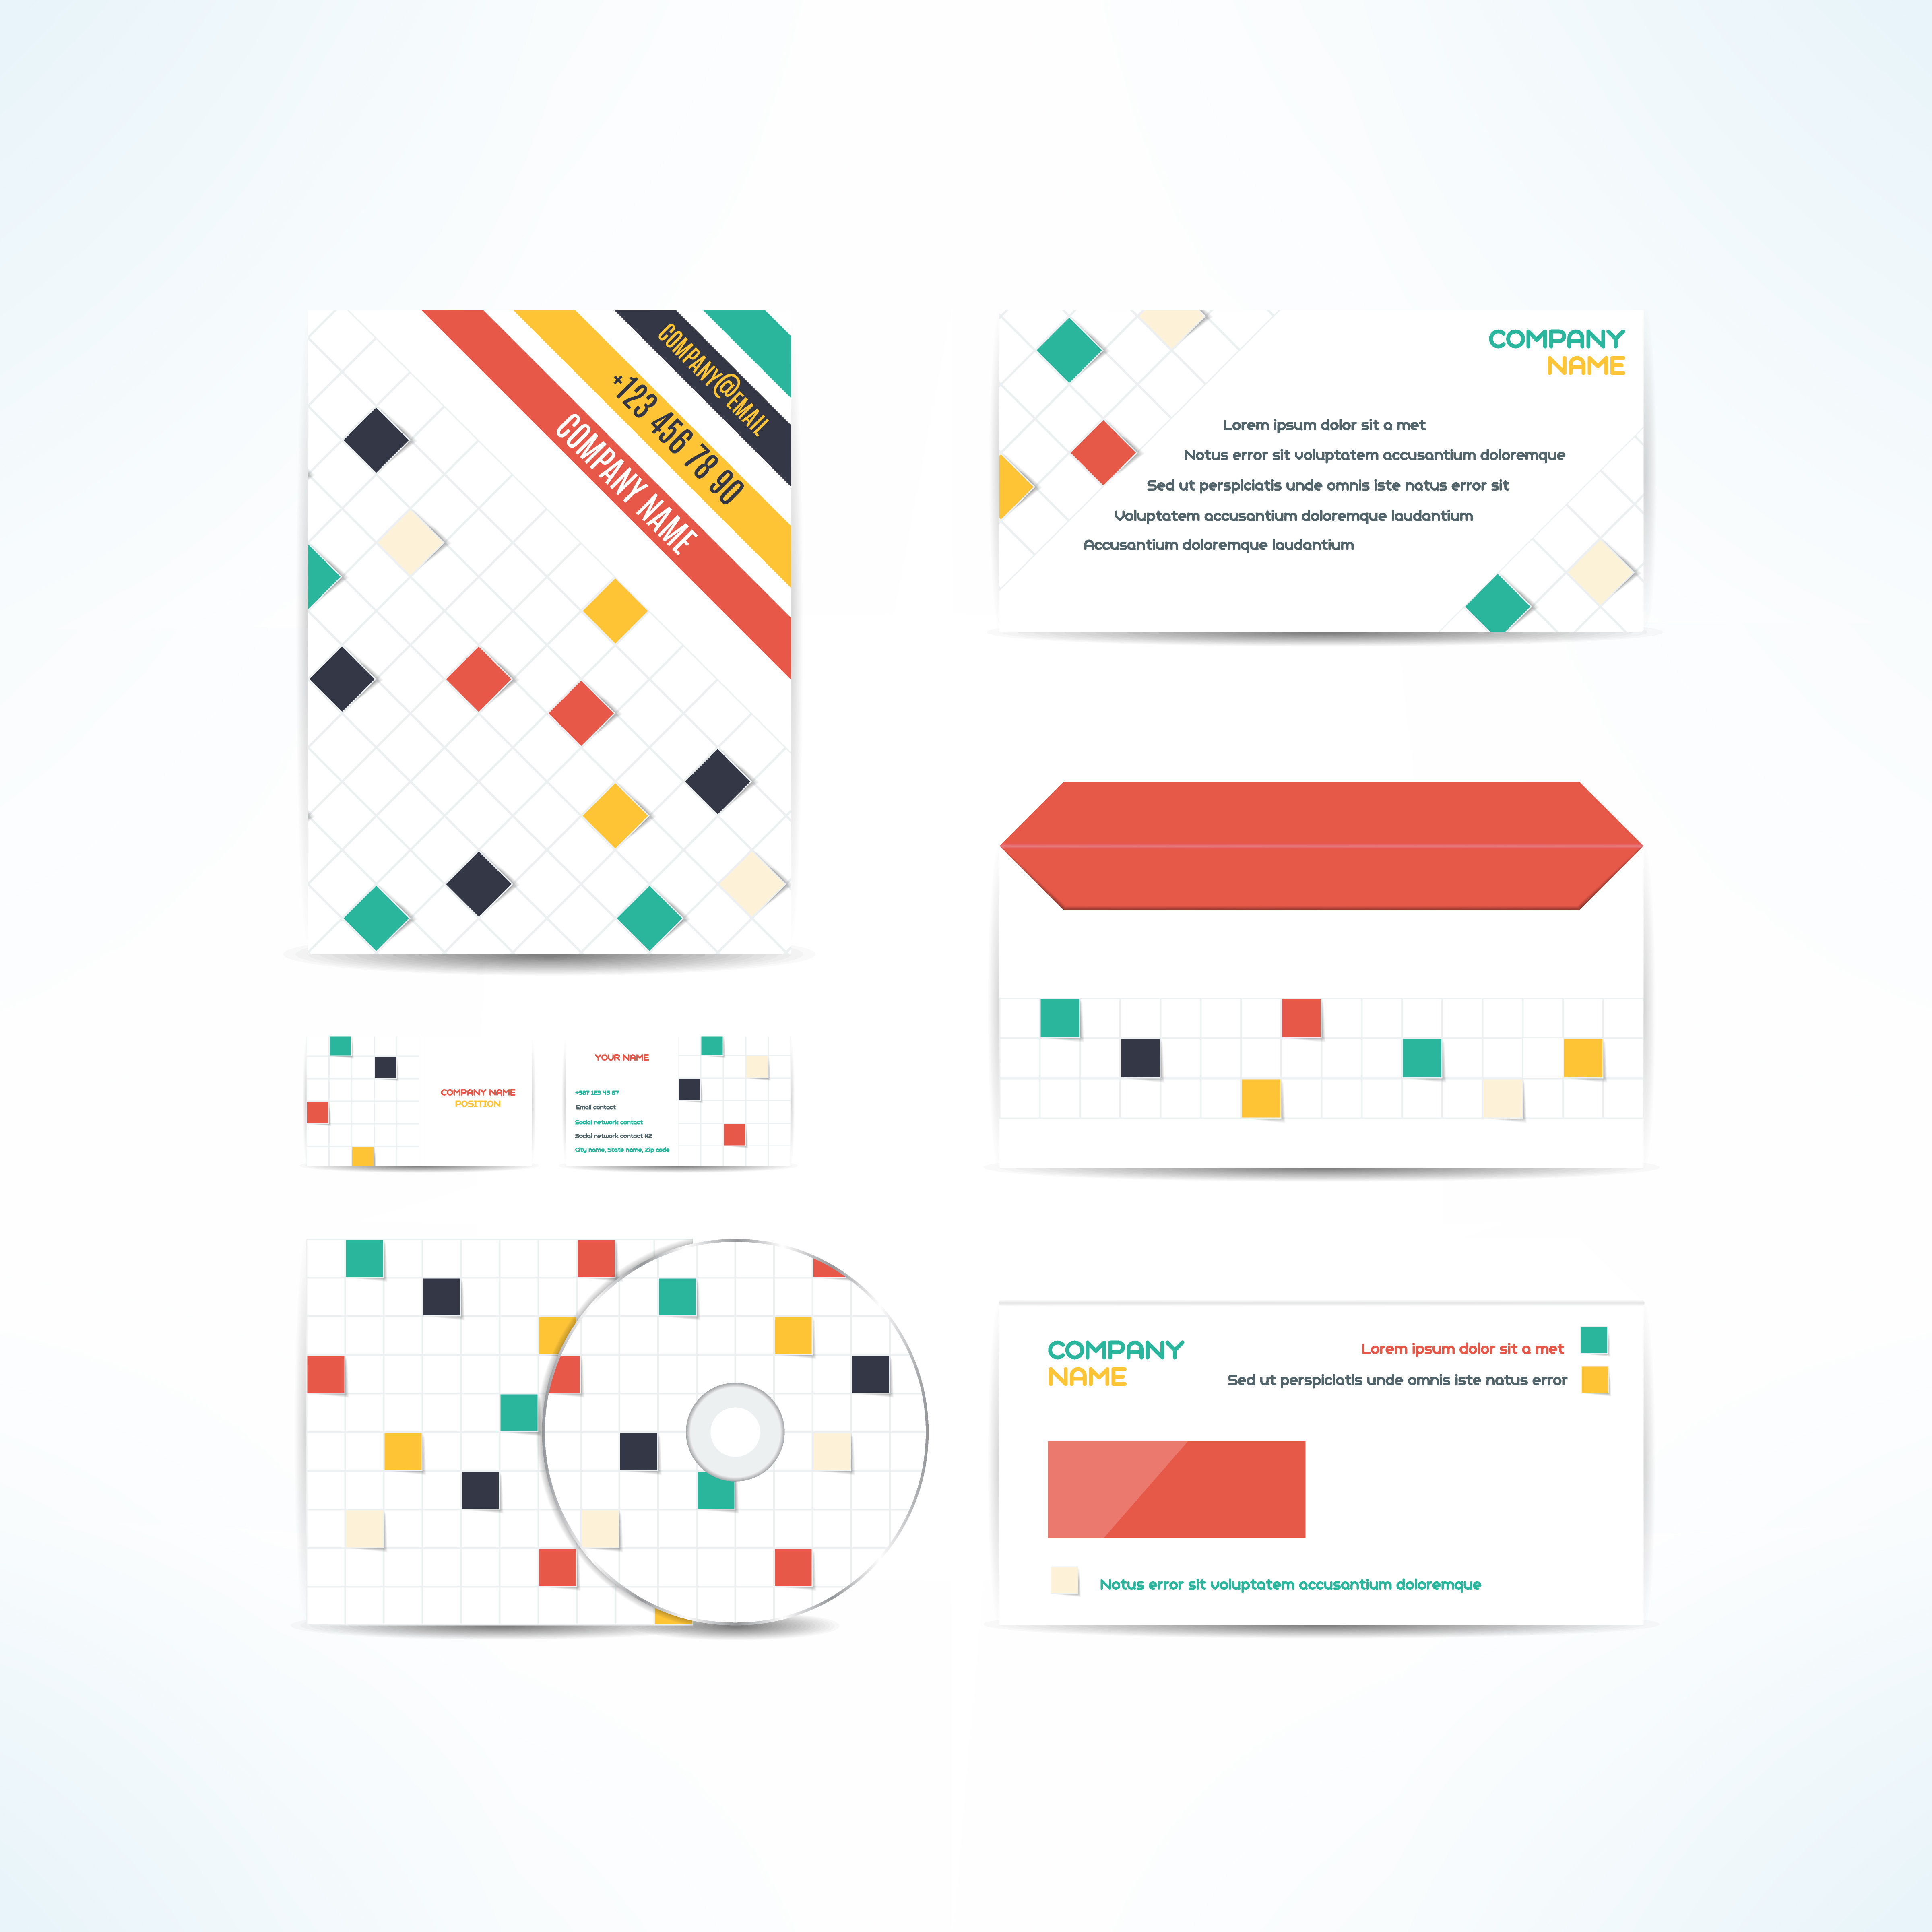 COMPANY@EMAIL
+123 456 78 90
COMPANY NAME
COMPANY
NAME
Lorem ipsum dolor sit a met
Notus error sit voluptatem accusantium doloremque
Sed ut perspiciatis unde omnis iste natus error sit
Voluptatem accusantium doloremque laudantium
Accusantium doloremque laudantium
COMPANY NAME
POSITION
YOUR NAME
+987 123 45 67
Email contact
Social network contact
Social network contact #2
City name, State name, Zip code
COMPANY
NAME
Lorem ipsum dolor sit a met
Sed ut perspiciatis unde omnis iste natus error
Notus error sit voluptatem accusantium doloremque